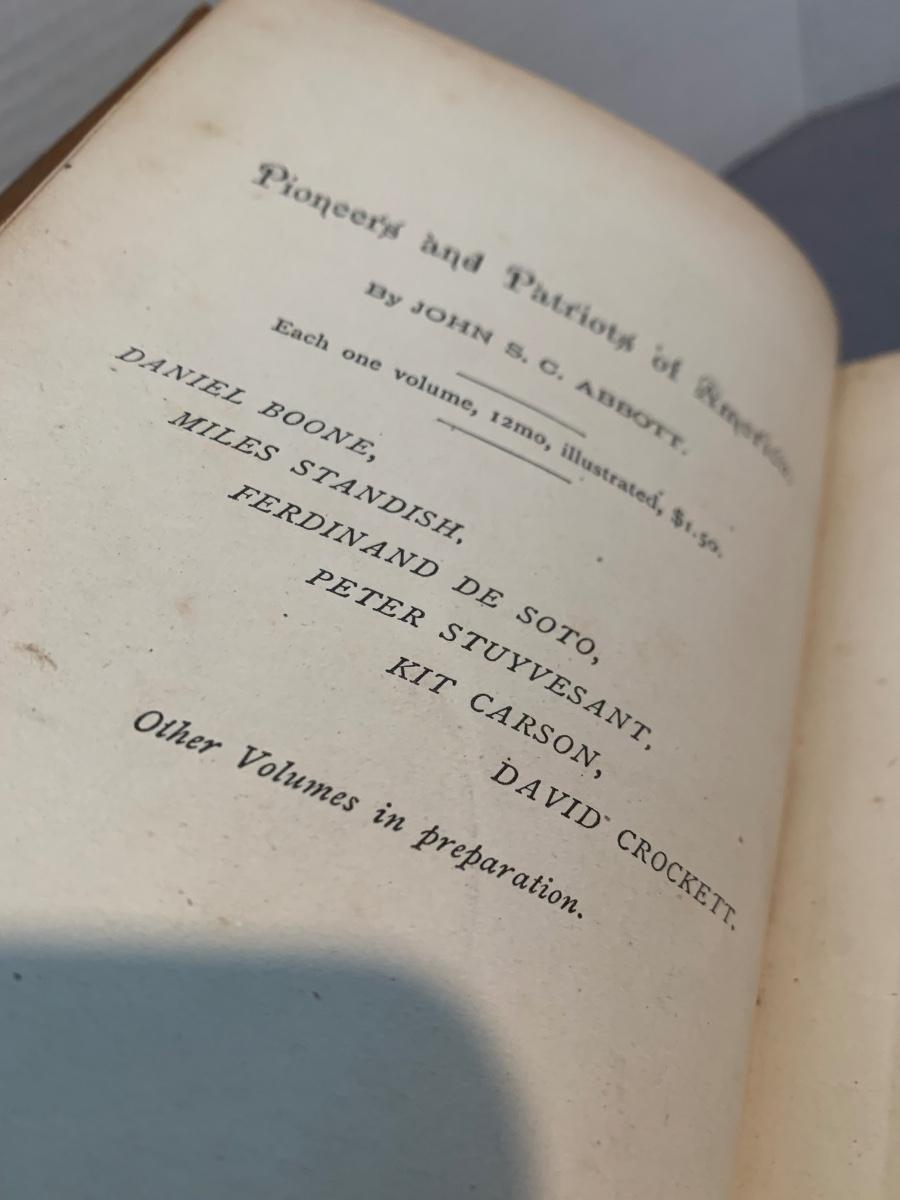 Pioneers and Patriots of America.
By JOHN S. C. ABBOTT.
Each one volume, 12mo, illustrated, $1.50.
DANIEL BOONE,
MILES STANDISH,
FERDINAND DE SOTO,
PETER STUYVESANT,
KIT CARSON,
DAVID CROCKETT.
Other Volumes in preparation.